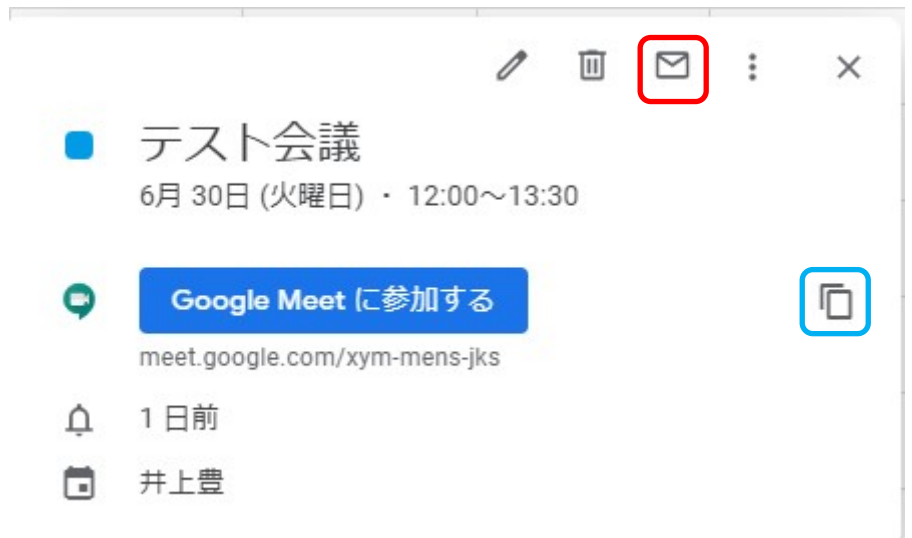 テスト会議
6月 30日 (火曜日) ・ 12:00～13:30
Google Meet に参加する
meet.google.com/xym-mens-jks
1 日前
井上豊